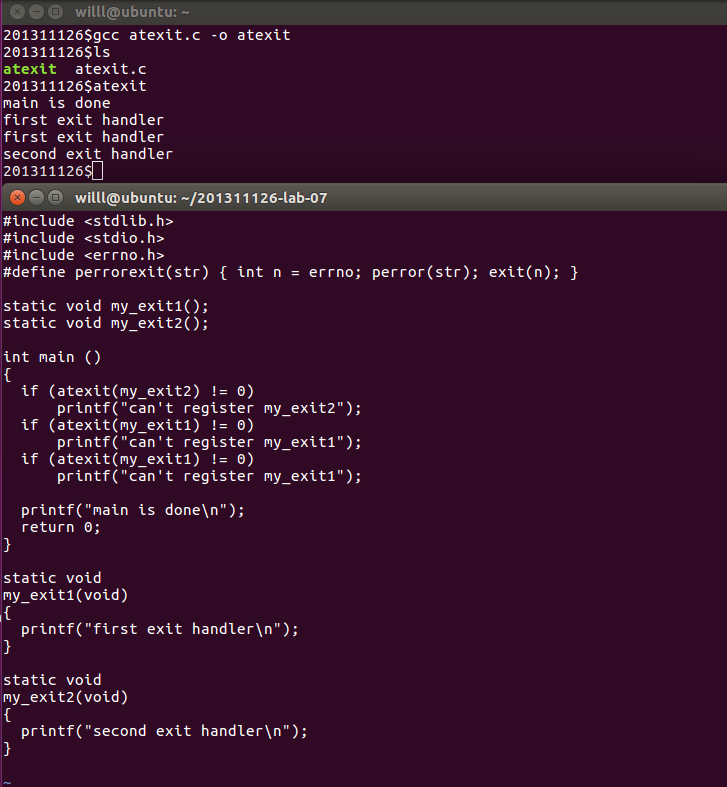 willl@ubuntu: ~
201311126$gcc atexit.c -o atexit
201311126$ls
atexit  atexit.c
201311126$atexit
main is done
first exit handler
first exit handler
second exit handler
201311126$
willl@ubuntu: ~/201311126-lab-07
#include <stdlib.h>
#include <stdio.h>
#include <errno.h>
#define perrorexit(str) { int n = errno; perror(str); exit(n); }

static void my_exit1();
static void my_exit2();

int main ()
{
  if (atexit(my_exit2) != 0)
      printf("can't register my_exit2");
  if (atexit(my_exit1) != 0)
      printf("can't register my_exit1");
  if (atexit(my_exit1) != 0)
      printf("can't register my_exit1");

  printf("main is done\n");
  return 0;
}

static void
my_exit1(void)
{
  printf("first exit handler\n");
}

static void
my_exit2(void)
{
  printf("second exit handler\n");
}

~